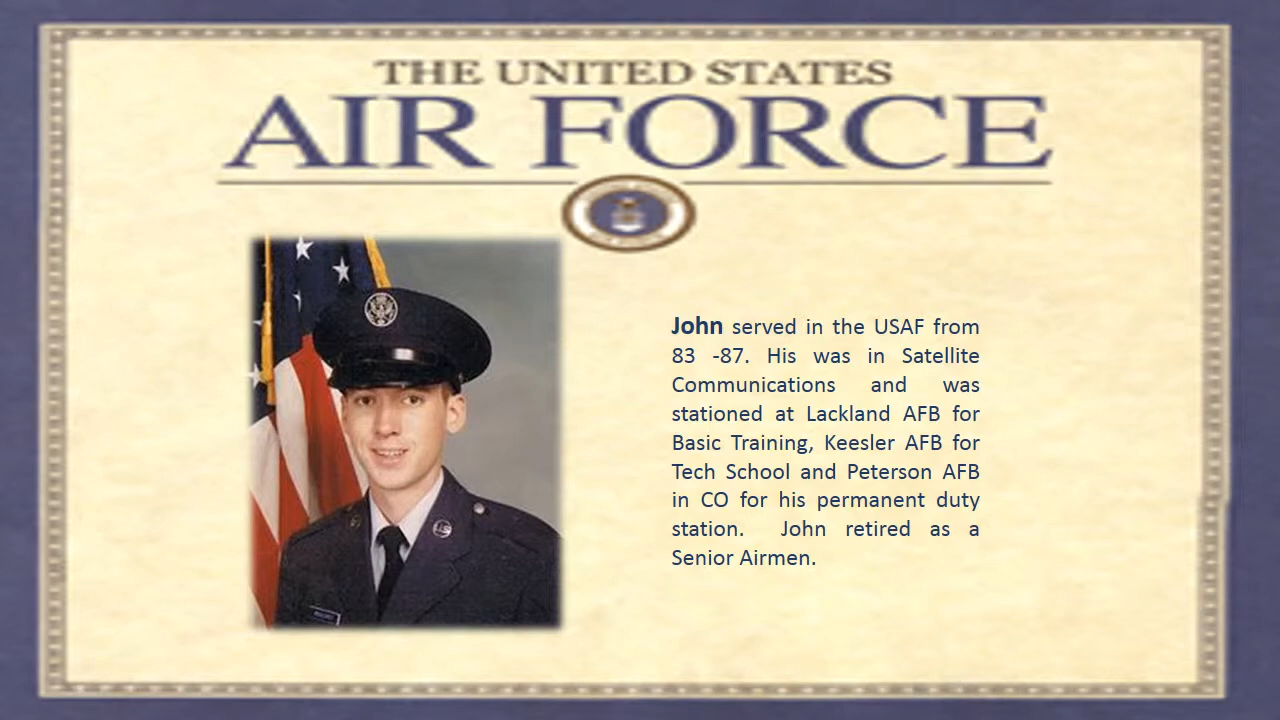 THE UNITED STATES
AIR FORCE
John served in the USAF from
83 -87. His was in Satellite
Communications and was
stationed at Lackland AFB for
Basic Training, Keesler AFB for
Tech School and Peterson AFB
in CO for his permanent duty
station. John retired as a
Senior Airmen.